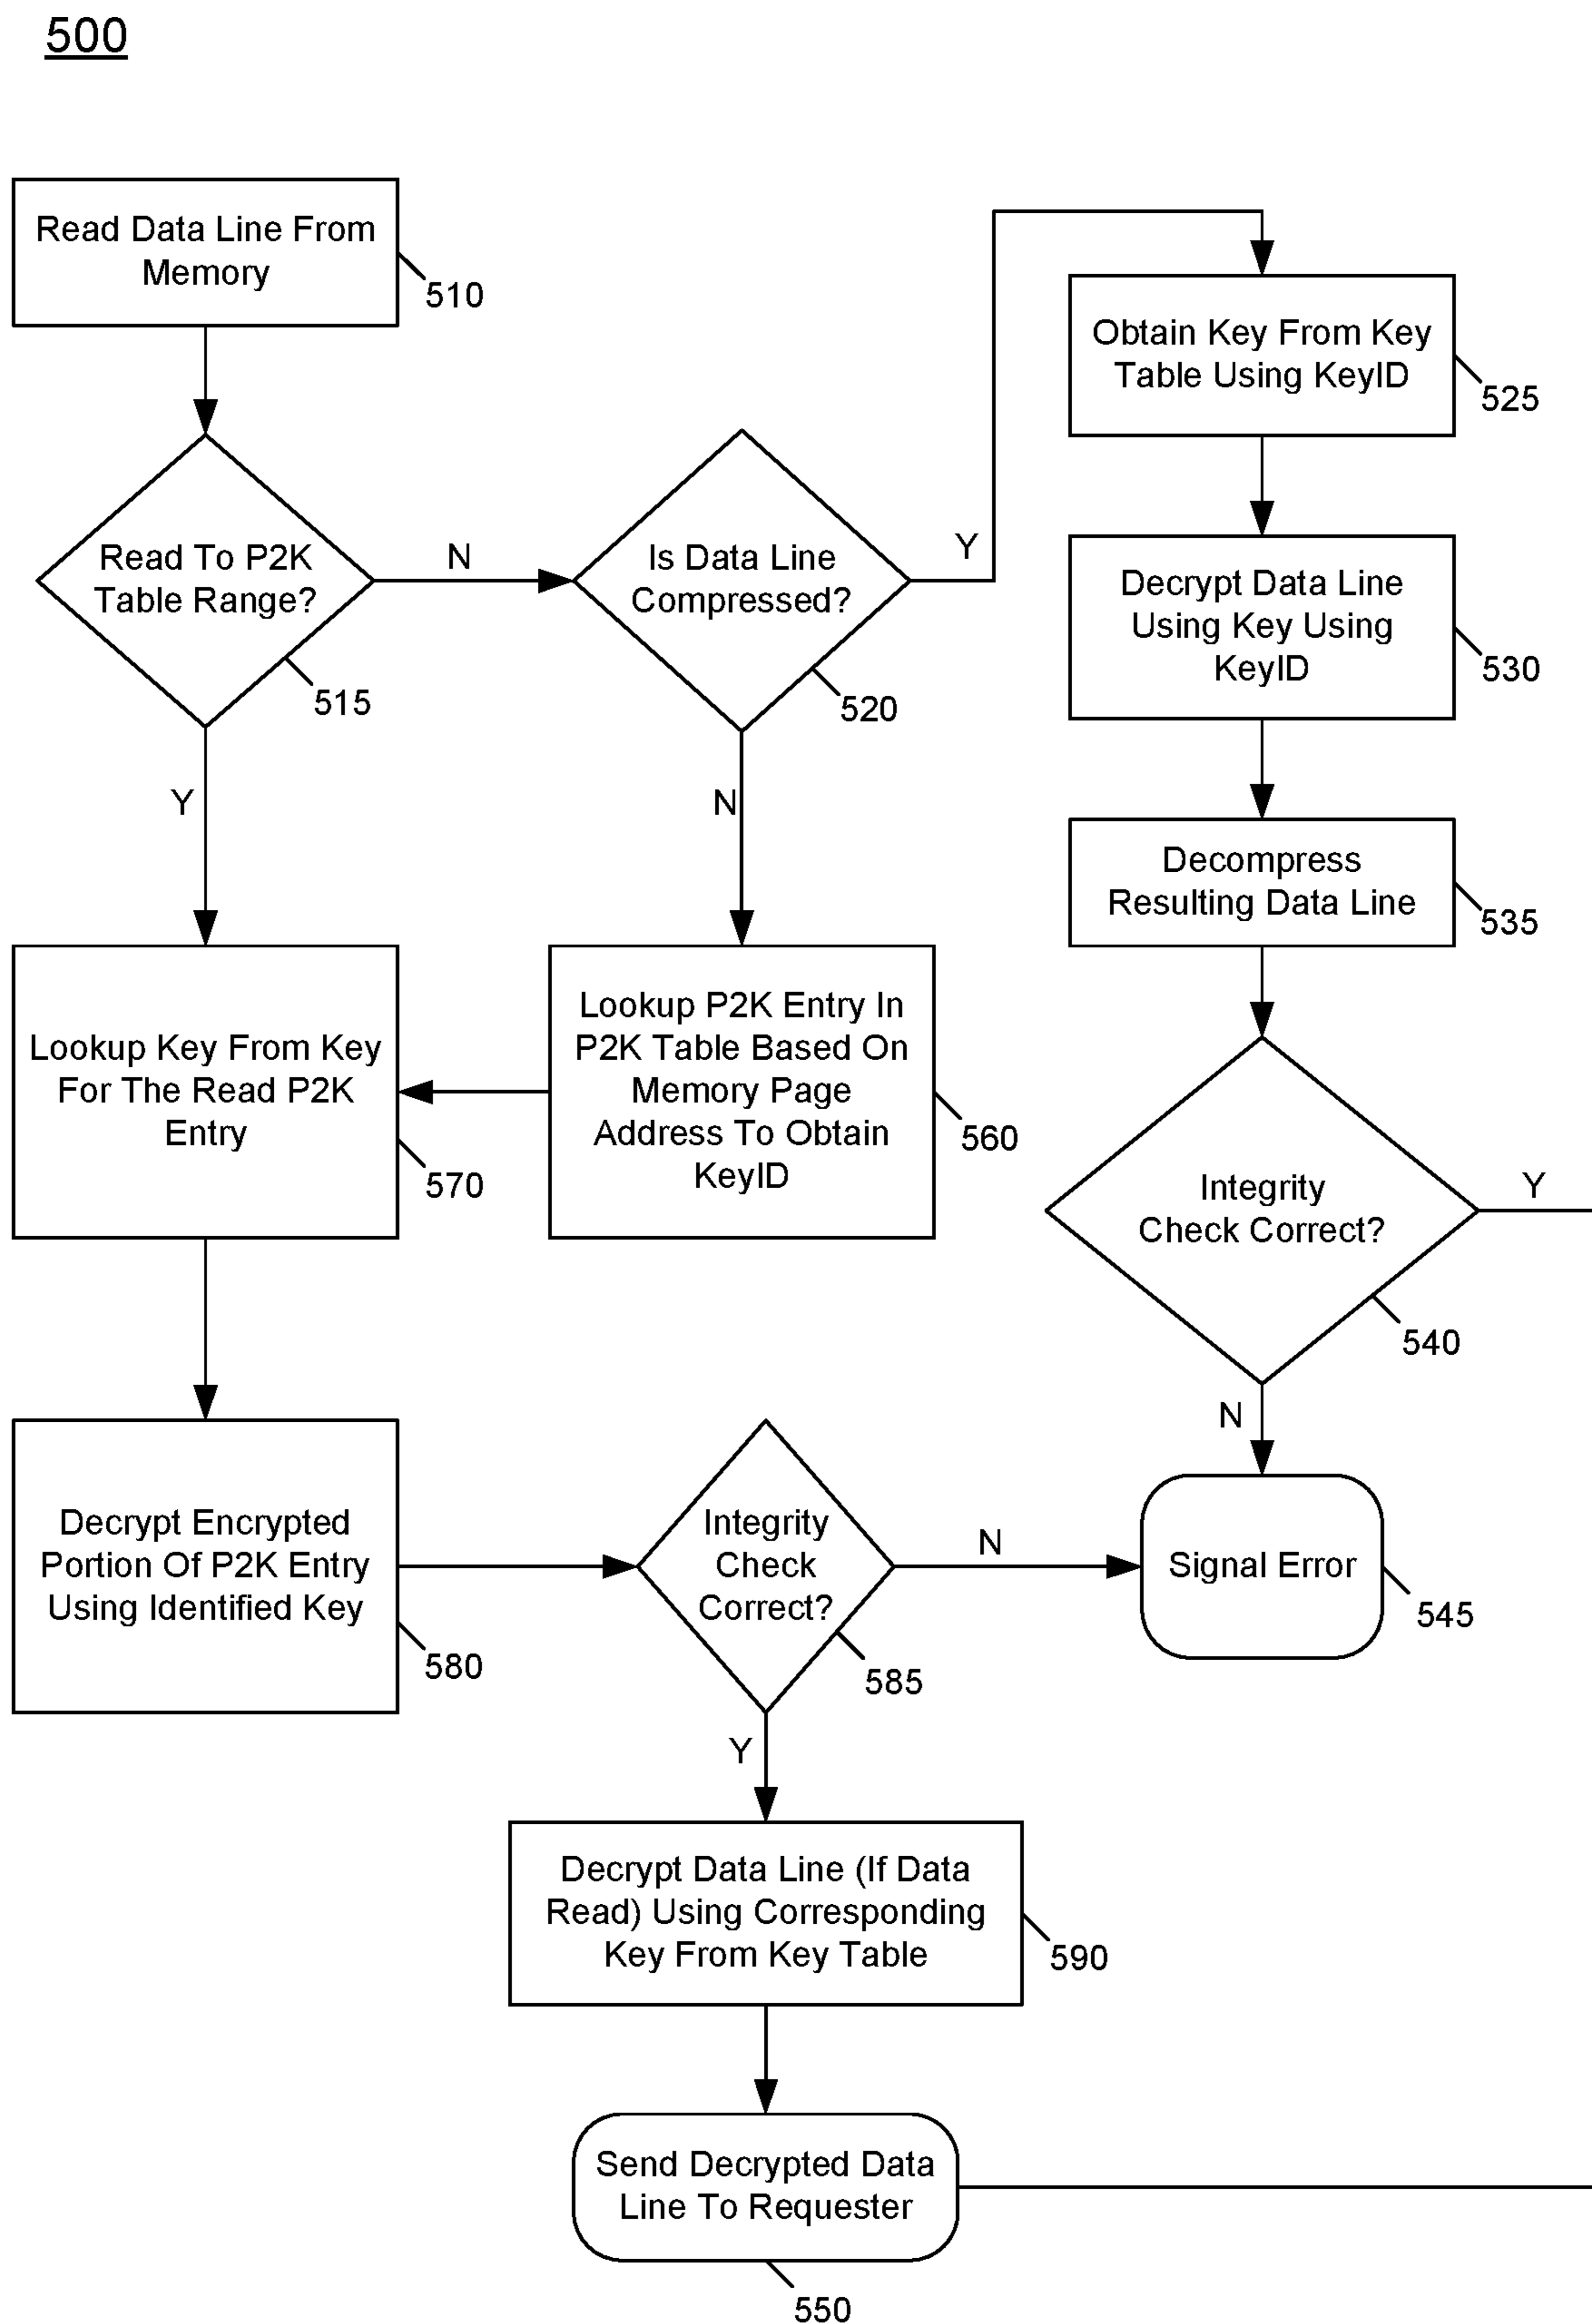 500
Read Data Line From
Memory
510
Read To P2K
Table Range?
515
N
Y
Is Data Line
Compressed?
520
Y
N
Obtain Key From Key
Table Using KeyID
525
Decrypt Data Line
Using Key Using
KeyID
530
Decompress
Resulting Data Line
535
Integrity
Check Correct?
540
Y
N
Lookup P2K Entry In
P2K Table Based On
Memory Page
Address To Obtain
KeyID
560
Lookup Key From Key
For The Read P2K
Entry
570
Decrypt Encrypted
Portion Of P2K Entry
Using Identified Key
580
Integrity
Check
Correct?
585
N
Y
Signal Error
545
Decrypt Data Line (If Data
Read) Using Corresponding
Key From Key Table
590
Send Decrypted Data
Line To Requester
550